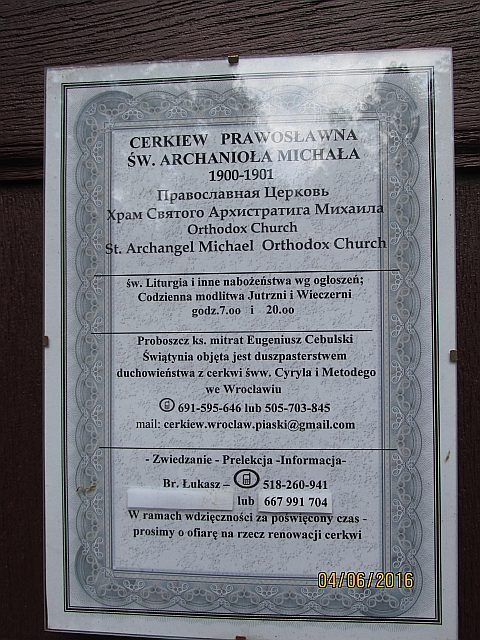 CERKIEW PRAWOSŁAWNA
ŚW. ARCHANIOŁA MICHAŁA
1900-1901
Православная Церковь
Храм Святого Архистратига Михаила
Orthodox Church
St. Archangel Michael Orthodox Church
św. Liturgia i inne nabożeństwa wg ogłoszeń;
Codzienna modlitwa Jutrzni i Wieczerni
godz.7.oo i 20.oo
Proboszcz ks. mitrat Eugeniusz Cebulski
Świątynia objęta jest duszpasterstwem
duchowieństwa z cerkwi śww. Cyryla i Metodego
we Wrocławiu
691-595-646 lub 505-703-845
mail: cerkiew.wroclaw.piaski@gmail.com
- Zwiedzanie - Prelekcja -Informacja-
Br. Łukasz – 518-260-941
lub 667 991 704
W ramach wdzięczności za poświęcony czas -
prosimy o ofiarę na rzecz renowacji cerkwi
04/06/2016